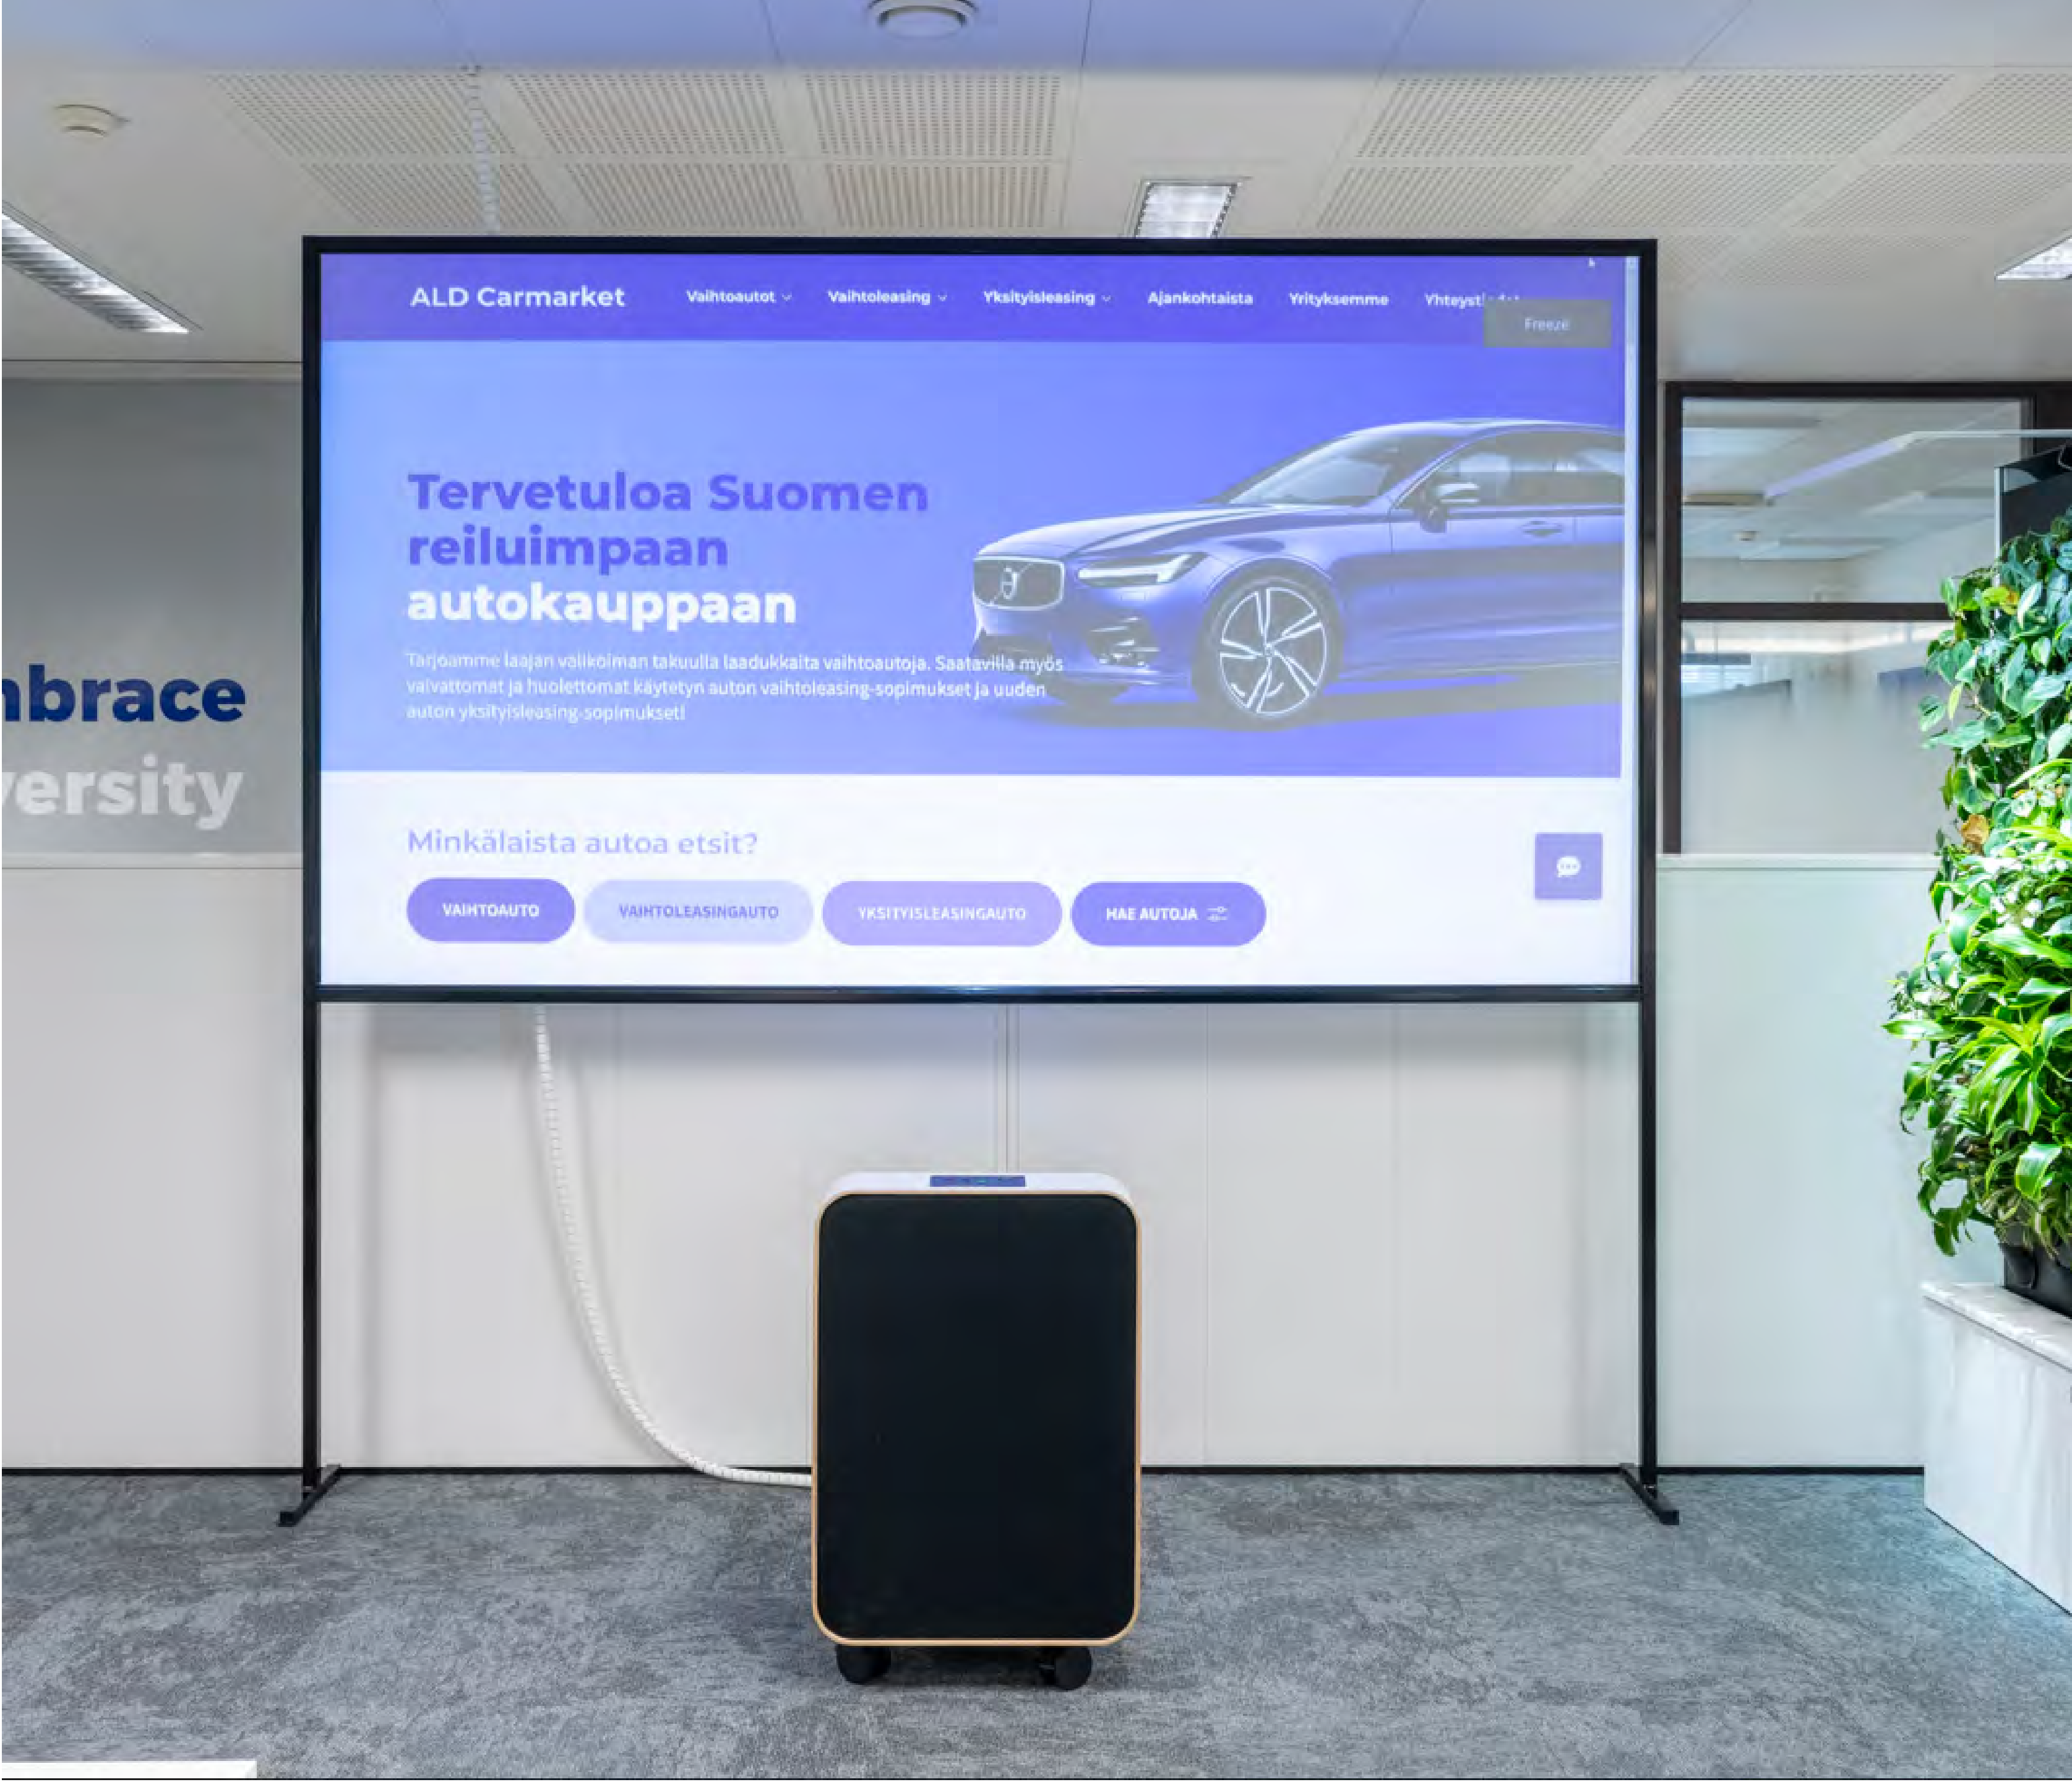 ALD Carmarket
Vaihtoautot Vaihtoleasing Yksityisleasing Ajankohtaista Yrityksemme
Freeze
Tervetuloa Suomen
reiluimpaan
autokauppaan
Tarjoamme laajan valikoiman takuulla laadukkaita vaihtoautoja. Saatavilla myös
vaivattomat ja huolettomat käytetyn auton vaihtoleasing-sopimukset ja uuden
auton yksityisleasing-sopimukset!
mbrace
versity
Minkälaista autoa etsit?
VAIHTOAUTO VAIHTOLEASINGAUTO YKSITYISLEASINGAUTO HAE AUTOJA